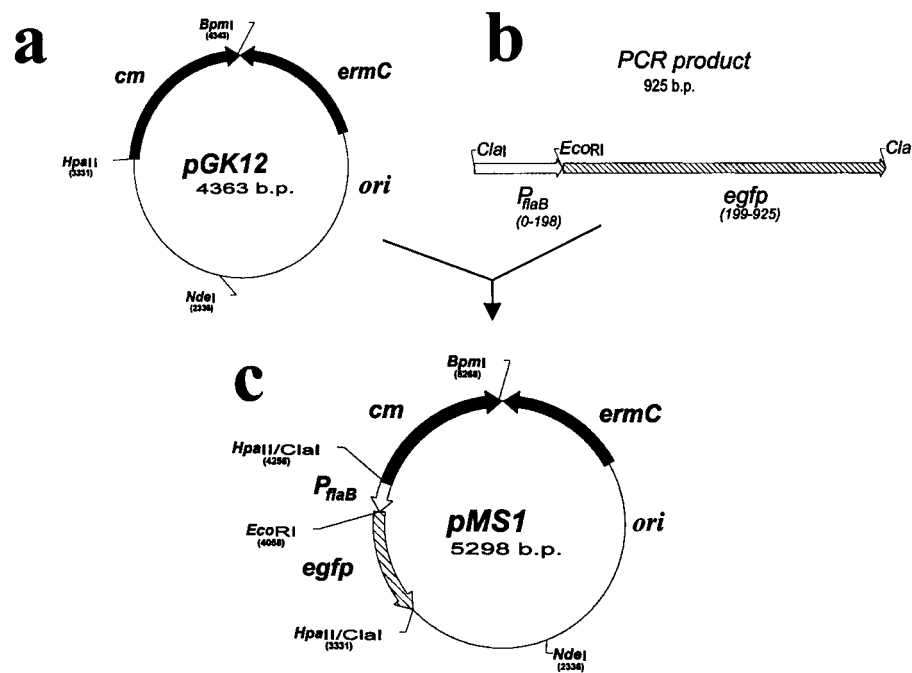 a
BpmI
(4343)
cm
ermC
HpaII
(3331)
pGK12
4363 b.p.
ori
NdeI
(2336)
b
PCR product
925 b.p.
ClaI
EcoRI
Cla
PflaB
(0-198)
egfp
(199-925)
c
BpmI
(5268)
cm
ermC
HpaII/ClaI
(4256)
PflaB
EcoRI
(4058)
pMS1
5298 b.p.
ori
egfp
HpaII/ClaI
(3331)
NdeI
(2336)